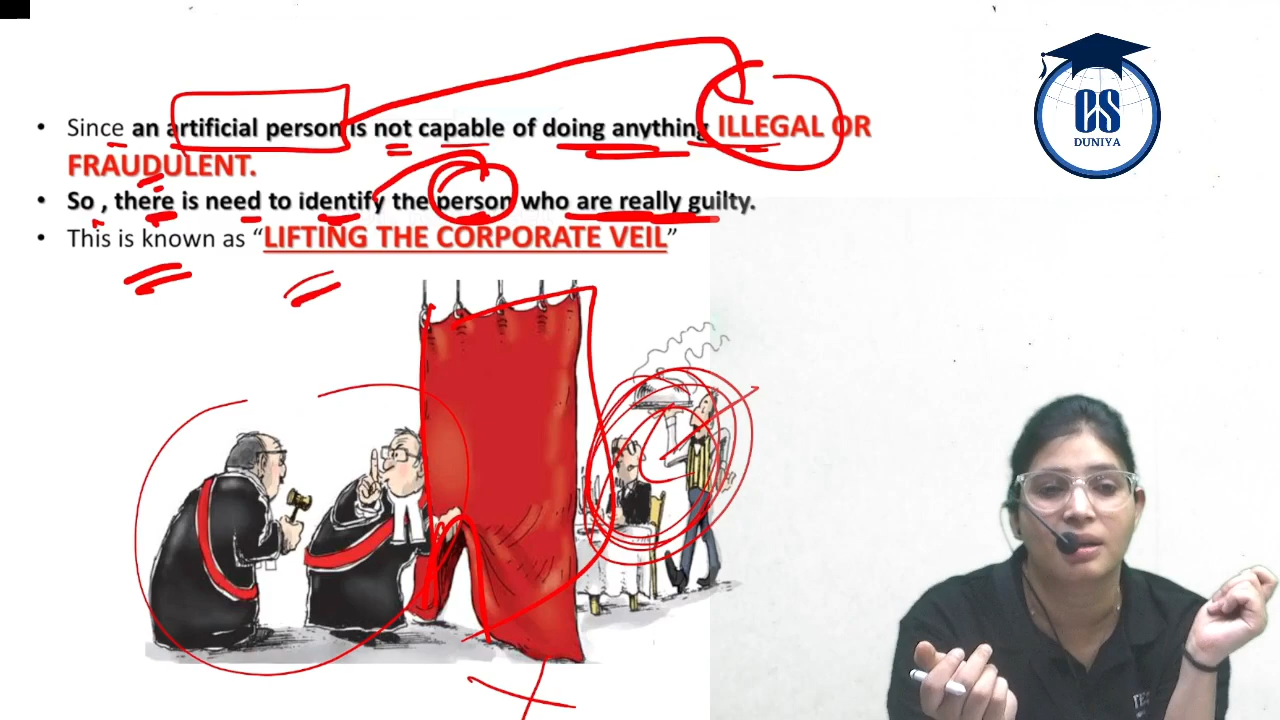 • Since an artificial person is not capable of doing anything ILLEGAL OR
FRAUDULENT.
• So , there is need to identify the person who are really guilty.
• This is known as “LIFTING THE CORPORATE VEIL”
CS
DUNIYA